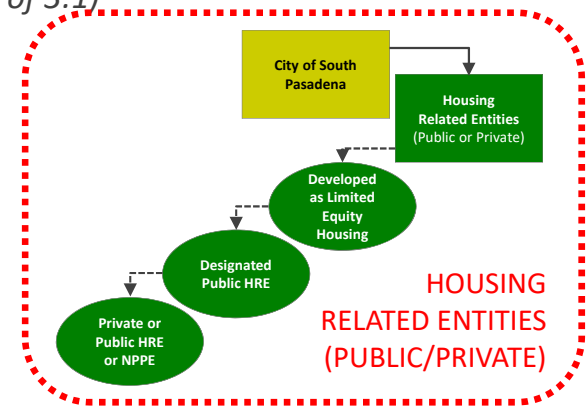 of 3.1)
City of South
Pasadena
Housing
Related Entities
(Public or Private)
Developed
as Limited
Equity
Housing
Designated
Public HRE
Private or
Public HRE
or NPPE
HOUSING
RELATED ENTITIES
(PUBLIC/PRIVATE)